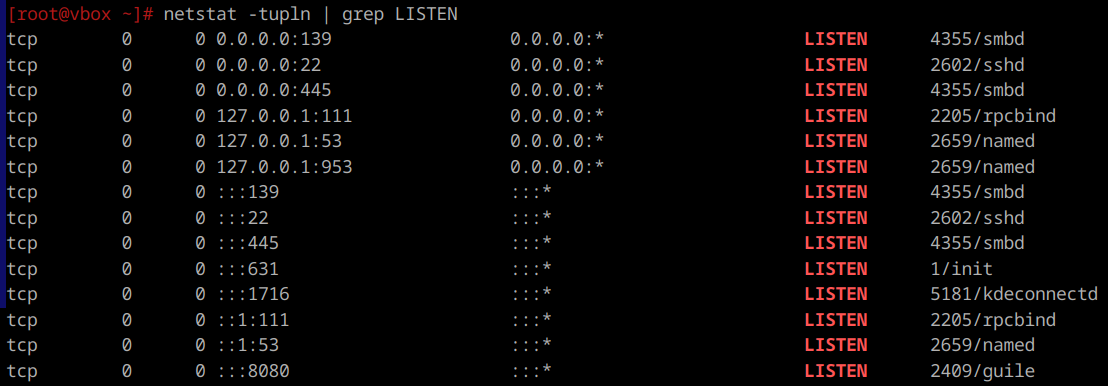 [root@vbox ~]# netstat -tupln | grep LISTEN
tcp        0      0 0.0.0.0:139                 0.0.0.0:*                   LISTEN      4355/smbd
tcp        0      0 0.0.0.0:22                  0.0.0.0:*                   LISTEN      2602/sshd
tcp        0      0 0.0.0.0:445                 0.0.0.0:*                   LISTEN      4355/smbd
tcp        0      0 127.0.0.1:111               0.0.0.0:*                   LISTEN      2205/rpcbind
tcp        0      0 127.0.0.1:53                0.0.0.0:*                   LISTEN      2659/named
tcp        0      0 127.0.0.1:953               0.0.0.0:*                   LISTEN      2659/named
tcp        0      0 :::139                      :::*                        LISTEN      4355/smbd
tcp        0      0 :::22                       :::*                        LISTEN      2602/sshd
tcp        0      0 :::445                      :::*                        LISTEN      4355/smbd
tcp        0      0 :::631                      :::*                        LISTEN      1/init
tcp        0      0 :::1716                     :::*                        LISTEN      5181/kdeconnectd
tcp        0      0 ::1:111                     :::*                        LISTEN      2205/rpcbind
tcp        0      0 ::1:53                      :::*                        LISTEN      2659/named
tcp        0      0 :::8080                     :::*                        LISTEN      2409/guile